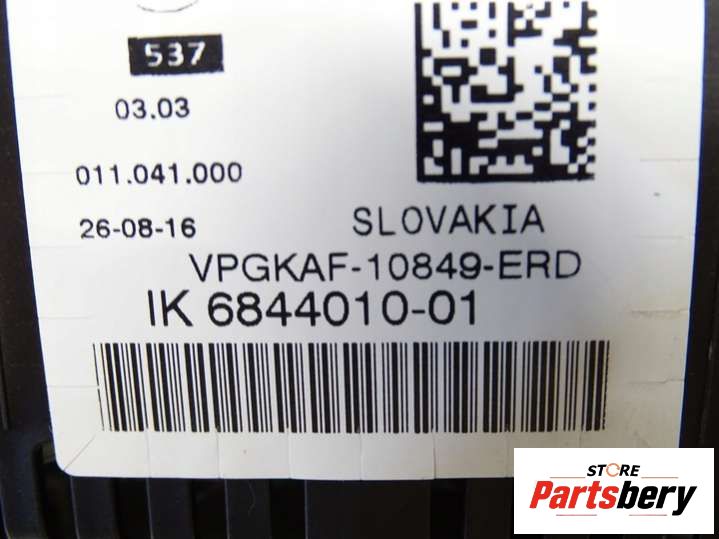 537
03.03
011.041.000
26-08-16
SLOVAKIA
VPGKAF-10849-ERD
IK 6844010-01
STORE
Partsbery